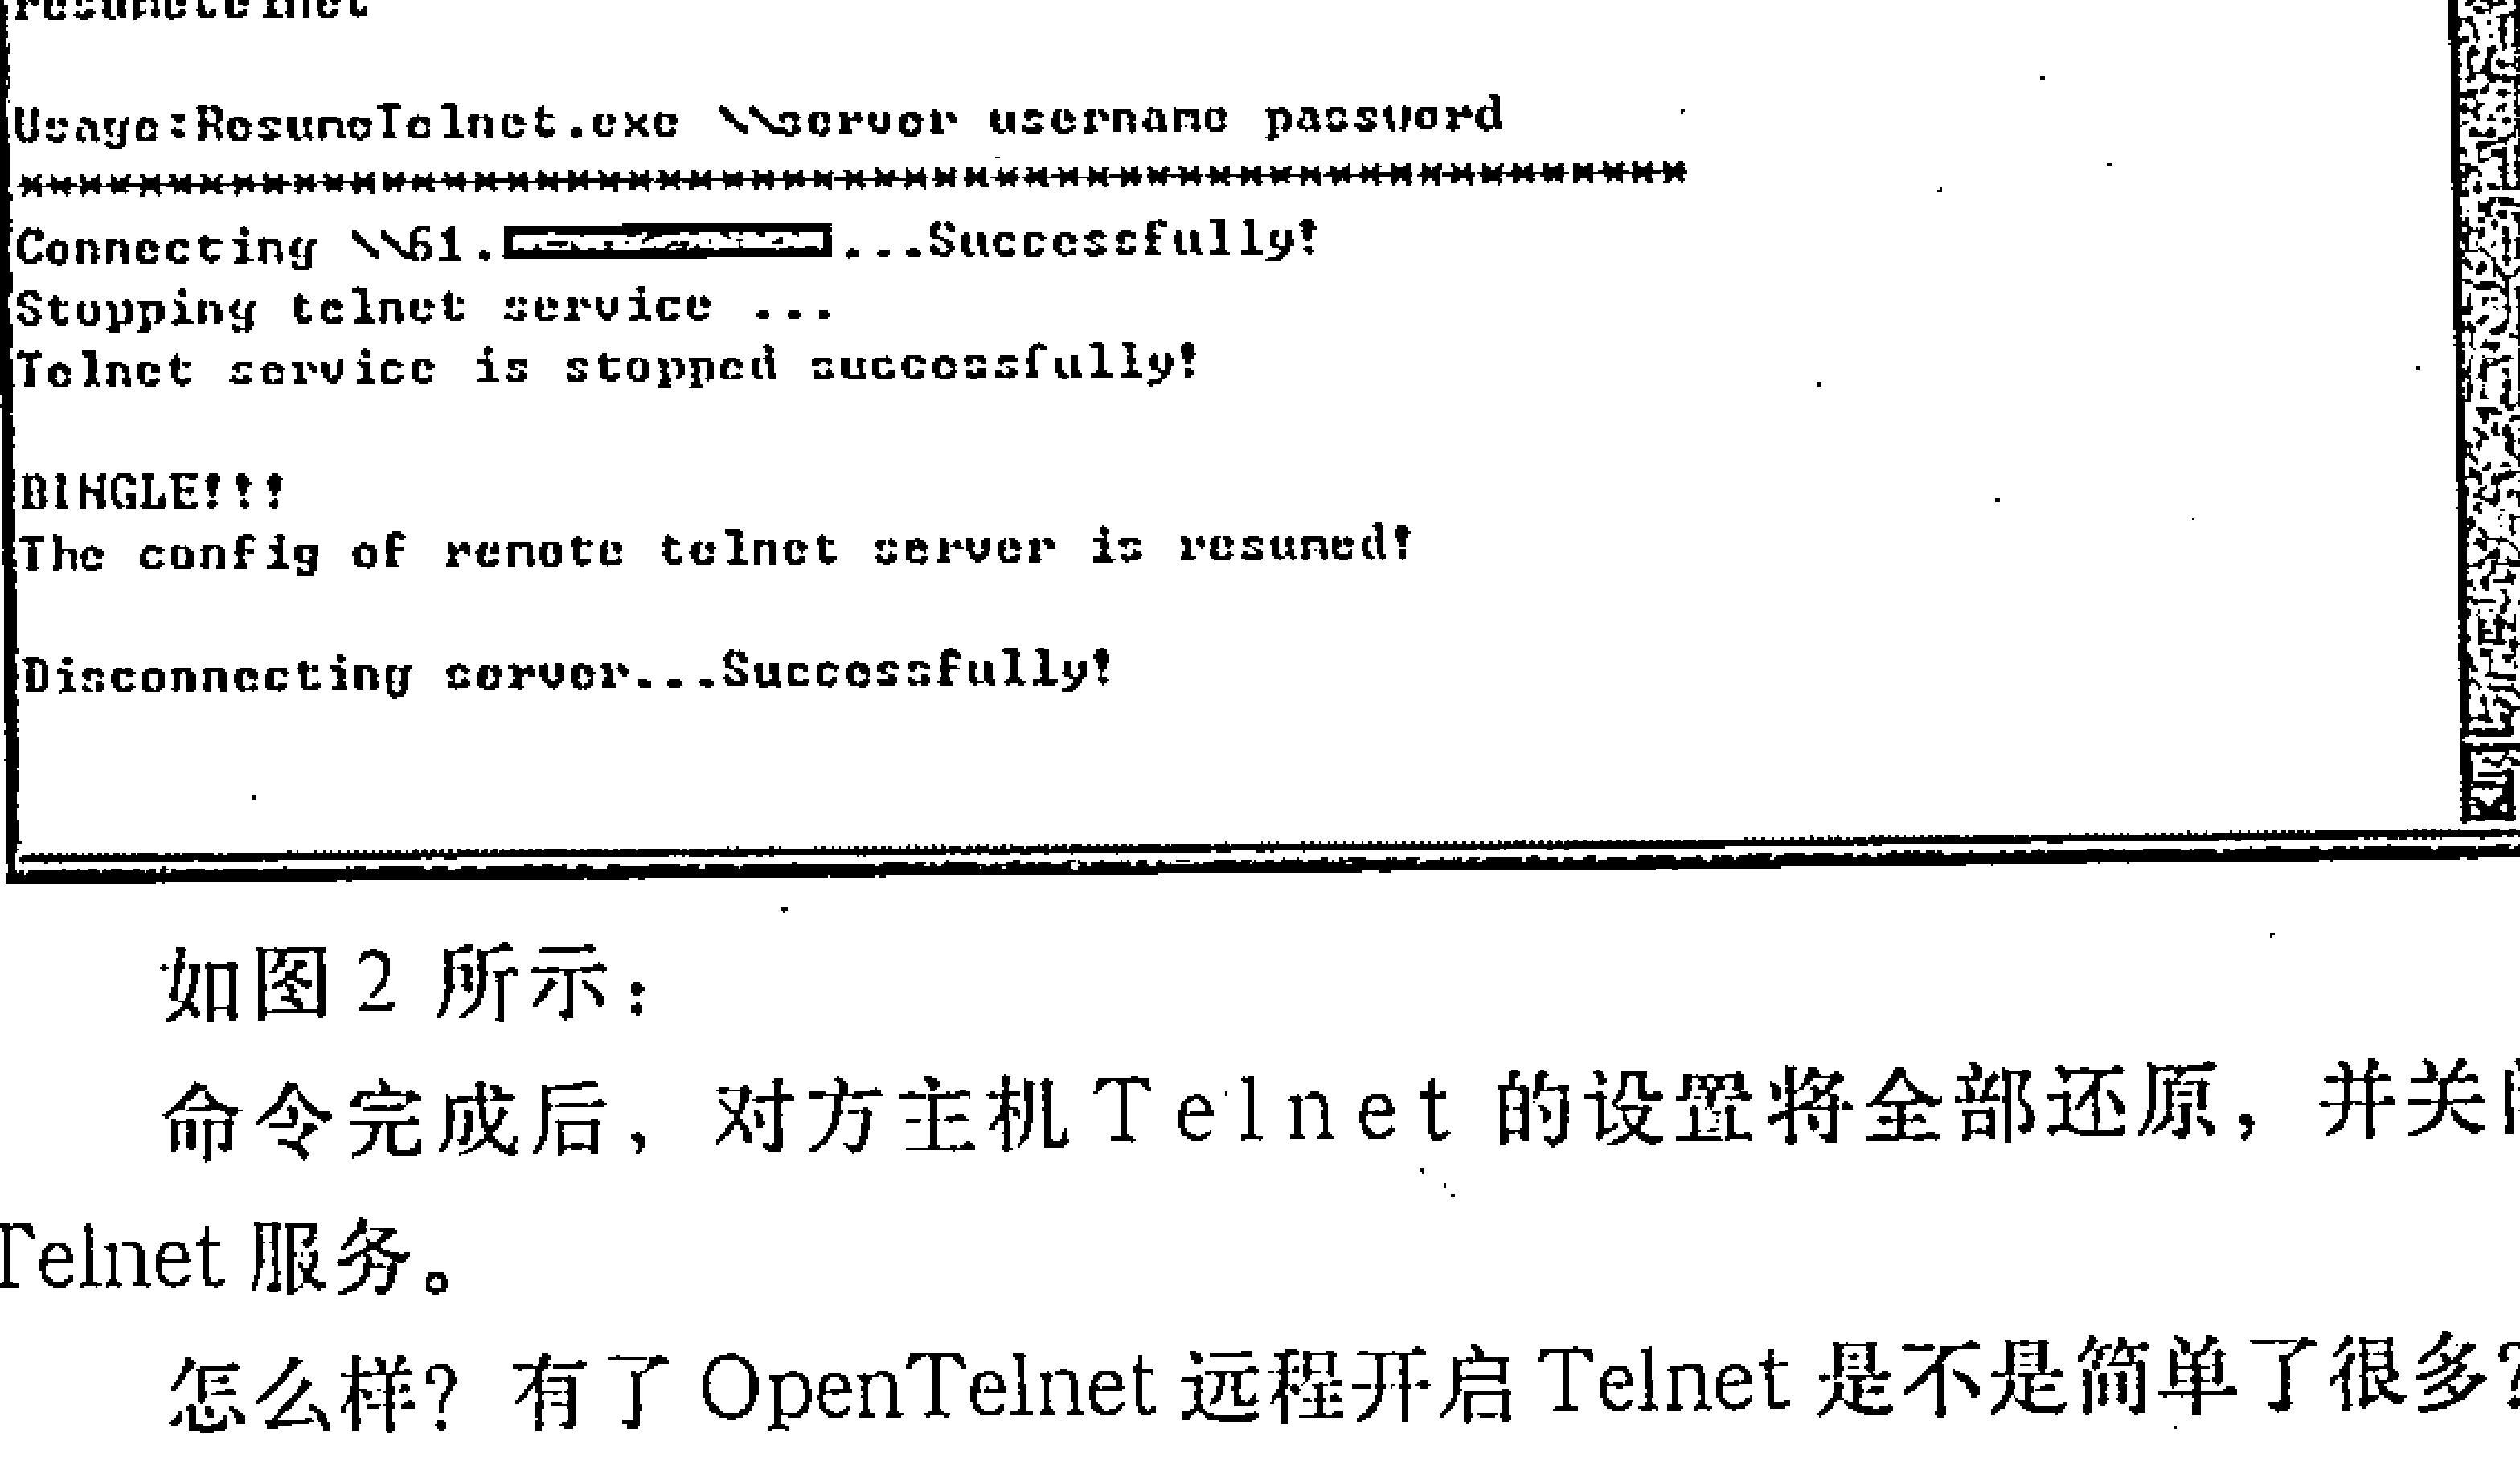 resumetelnet
Usage:ResumeTelnet.exe \\server username password
********************************************************
Connecting \\61. ...Successfully!
Stopping telnet service ...
Telnet service is stopped successfully!
BINGLE!!!
The config of remote telnet server is resumed!
Disconnecting server...Successfully!
如图 2 所示：
命令完成后，对方主机 Telnet 的设置将全部还原，并关
Telnet 服务。
怎么样？有了 OpenTelnet 远程开启 Telnet 是不是简单了很多？